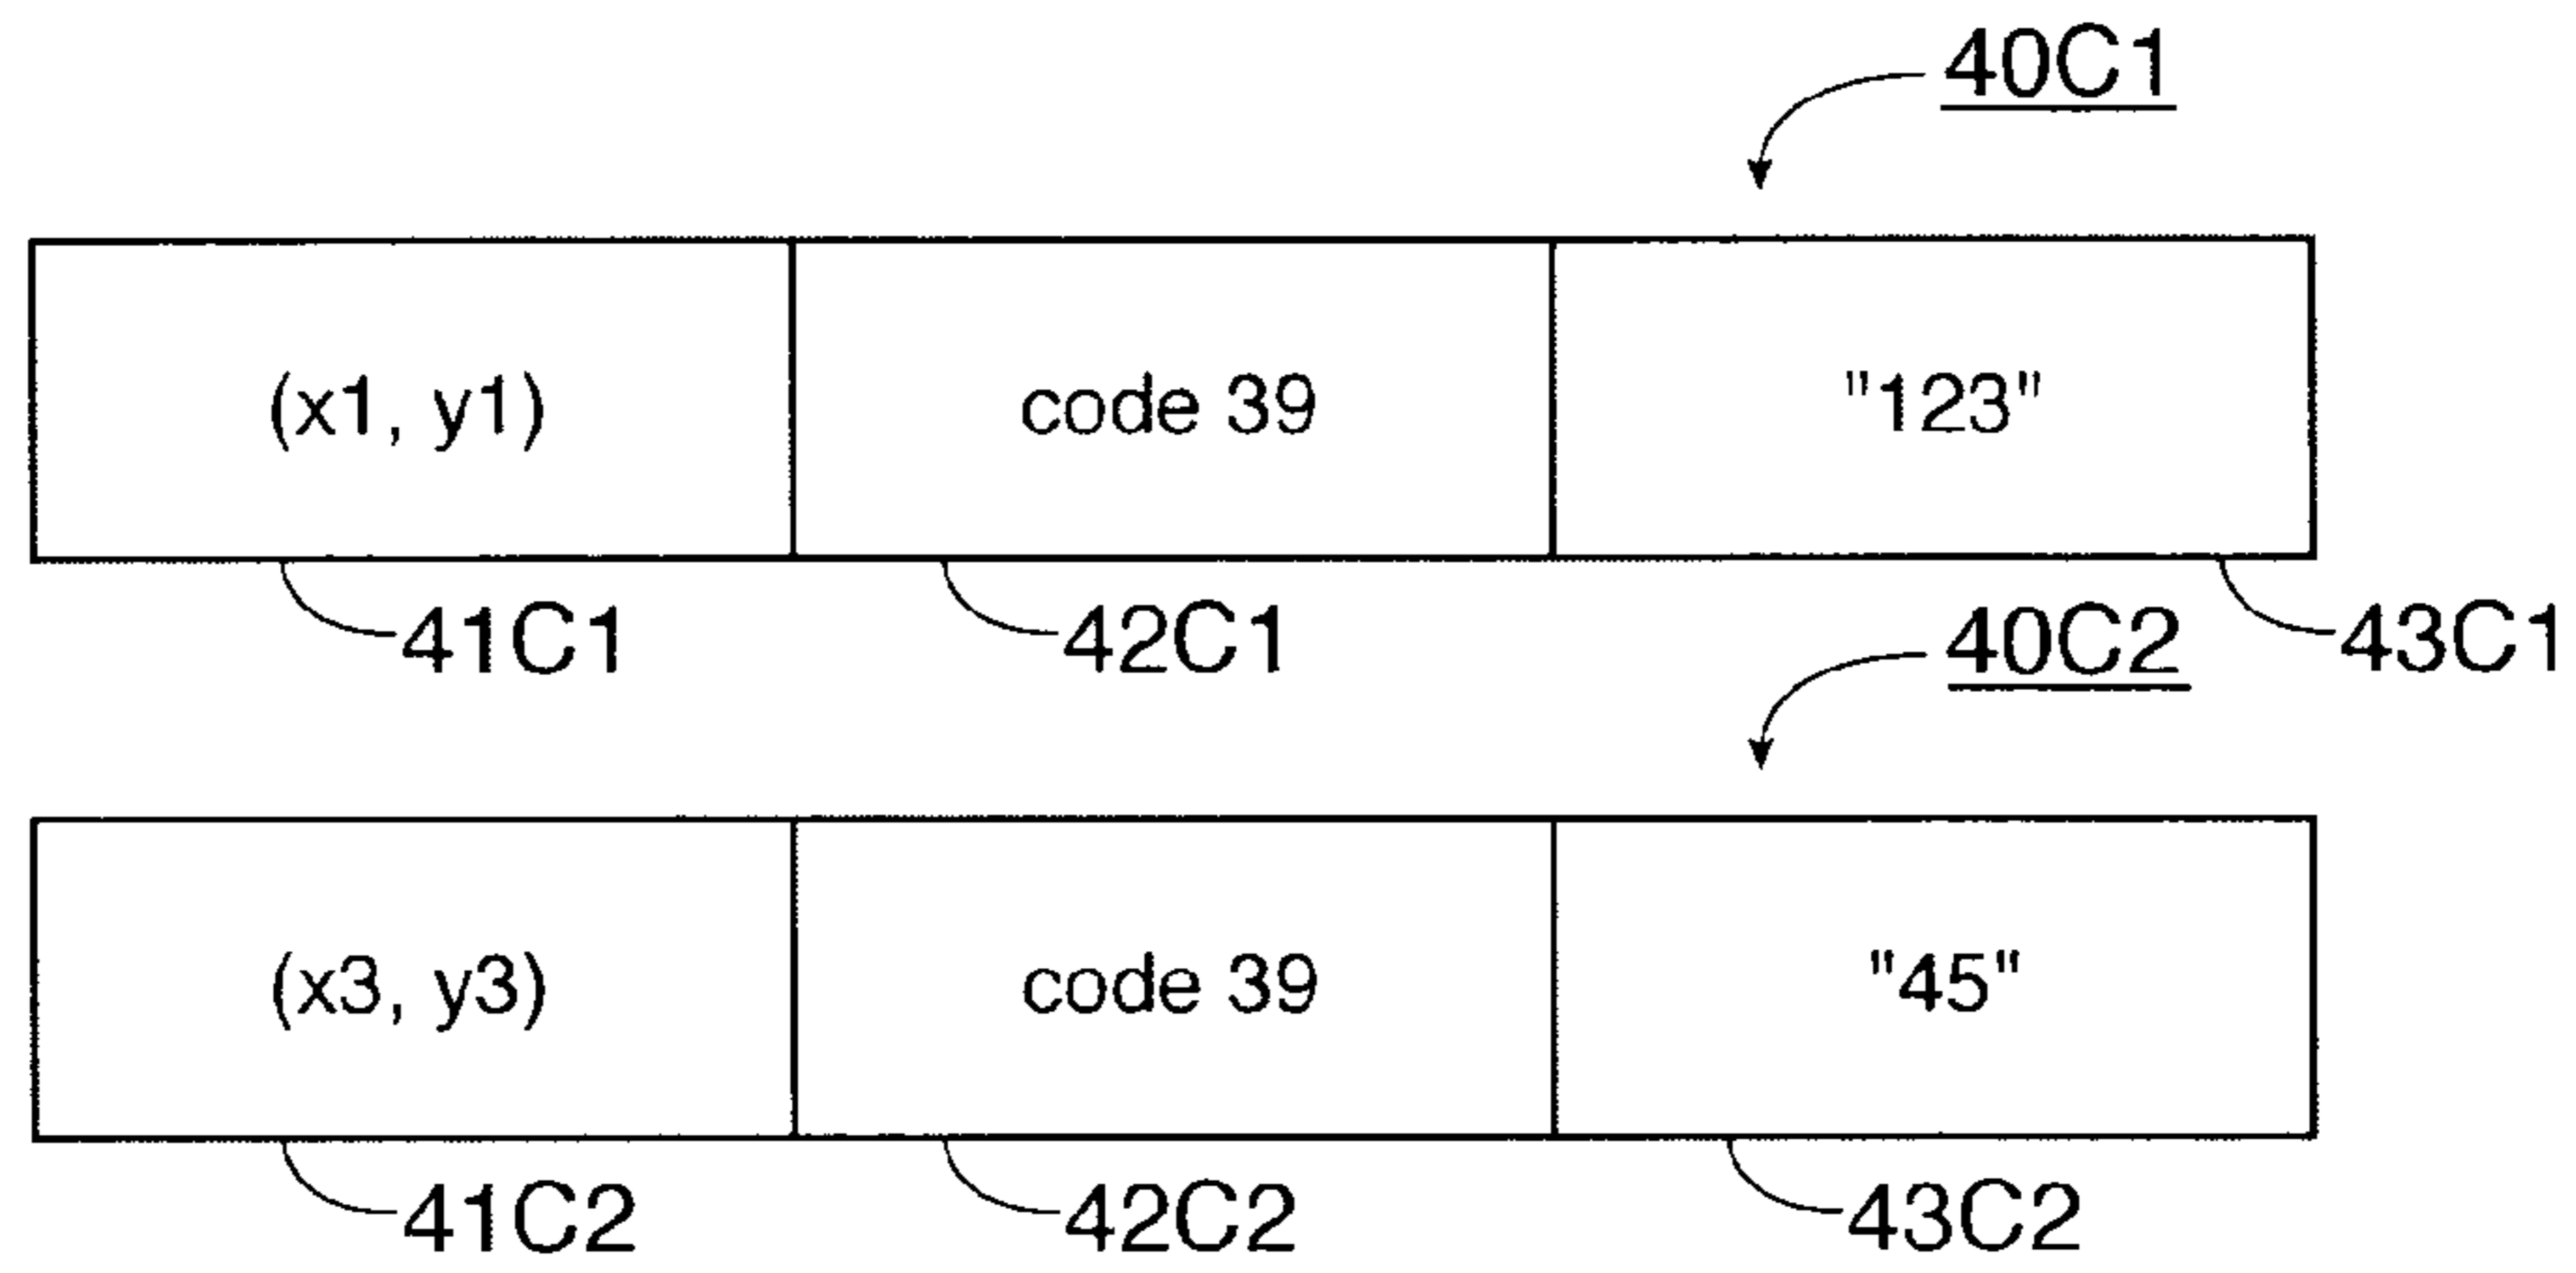 40C1
(x1, y1) code 39 "123"
41C1 42C1 43C1
40C2
(x3, y3) code 39 "45"
41C2 42C2 43C2